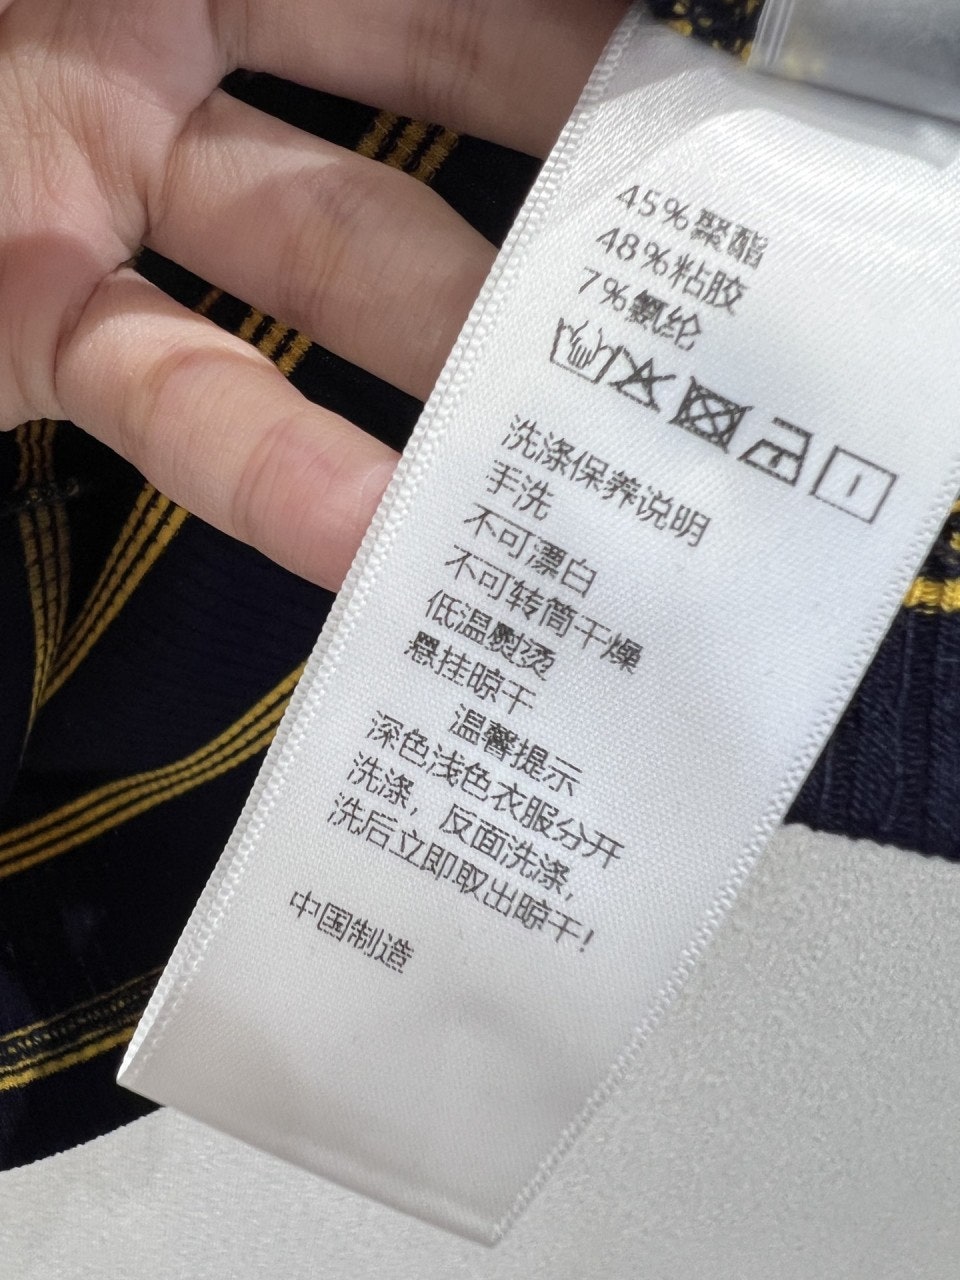 45%聚酯
48%粘胶
7%氨纶
洗涤保养说明
手洗
不可漂白
不可转筒干燥
低温熨烫
悬挂晾干
温馨提示
深色浅色衣服分开
洗涤，反面洗涤，
洗后立即取出晾干！
中国制造